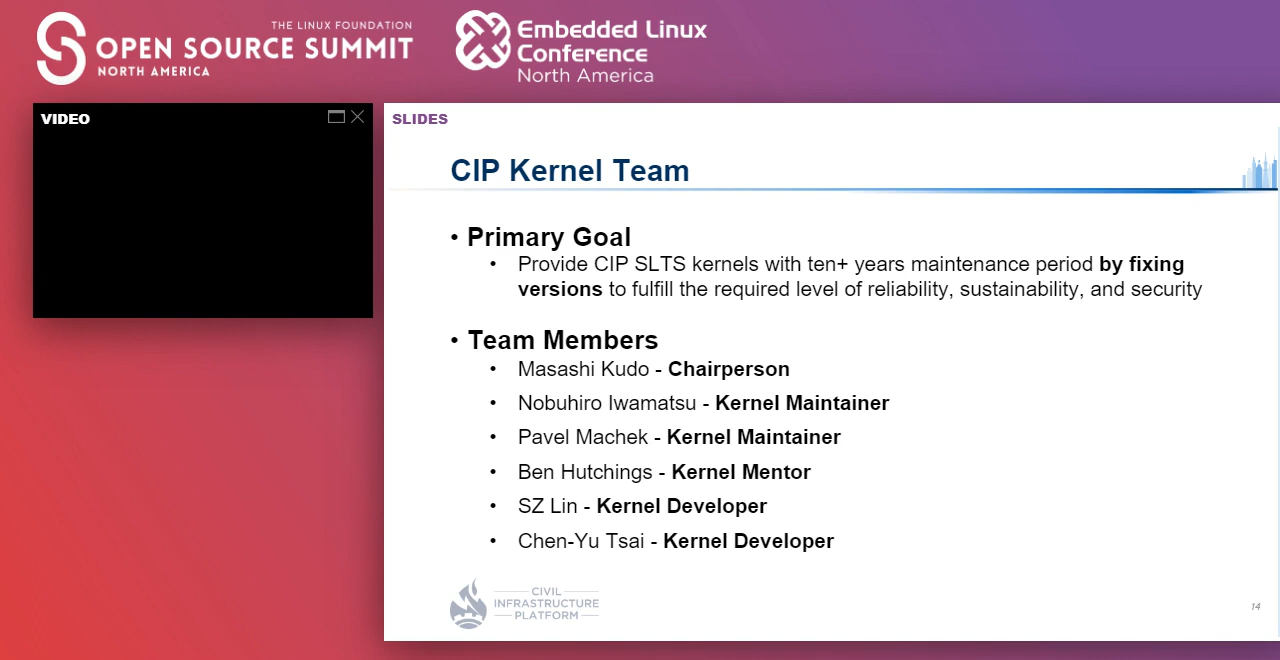 THE LINUX FOUNDATION
OPEN SOURCE SUMMIT
NORTH AMERICA
Embedded Linux
Conference
North America
VIDEO
SLIDES
CIP Kernel Team
• Primary Goal
• Provide CIP SLTS kernels with ten+ years maintenance period by fixing
versions to fulfill the required level of reliability, sustainability, and security
• Team Members
• Masashi Kudo - Chairperson
• Nobuhiro Iwamatsu - Kernel Maintainer
• Pavel Machek - Kernel Maintainer
• Ben Hutchings - Kernel Mentor
• SZ Lin - Kernel Developer
• Chen-Yu Tsai - Kernel Developer
CIVIL
INFRASTRUCTURE
PLATFORM
14